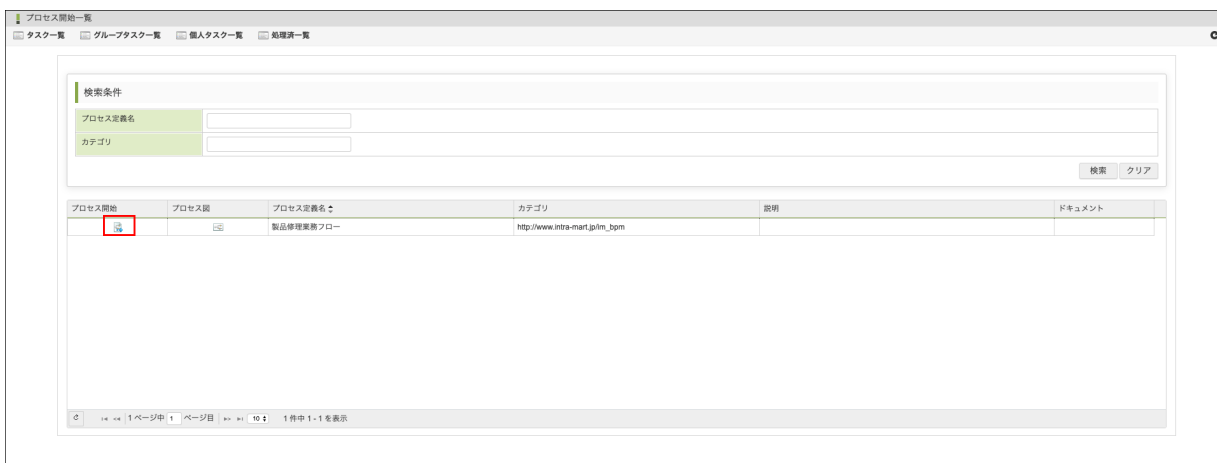 プロセス開始一覧
タスク一覧 グループタスク一覧 個人タスク一覧 処理済一覧
検索条件
プロセス定義名
カテゴリ
検索 クリア
プロセス開始 プロセス図 プロセス定義名 カテゴリ 説明 ドキュメント
製品修理業務フロー http://www.intra-mart.jp/im_bpm
1 ページ中 1 ページ目 10 1 件中 1 - 1 を表示